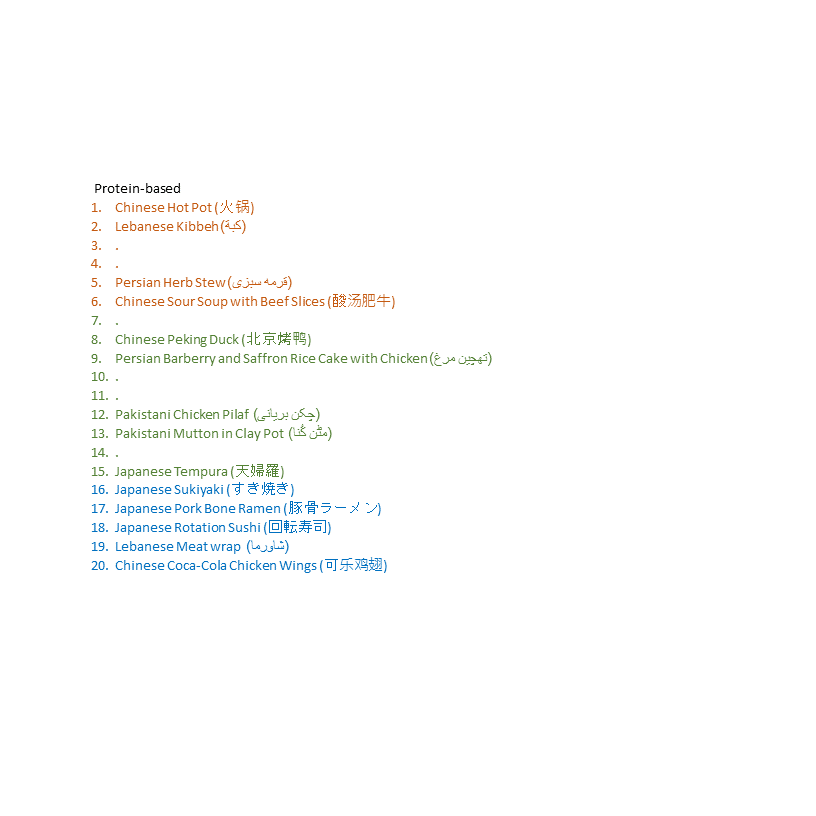 Protein-based
1. Chinese Hot Pot (火锅)
2. Lebanese Kibbeh (كبة)
3. .
4. .
5. Persian Herb Stew (قرمه سبزی)
6. Chinese Sour Soup with Beef Slices (酸汤肥牛)
7. .
8. Chinese Peking Duck (北京烤鸭)
9. Persian Barberry and Saffron Rice Cake with Chicken (تهچین مرغ)
10. .
11. .
12. Pakistani Chicken Pilaf (چکن بریانی)
13. Pakistani Mutton in Clay Pot (مٹن کُنا)
14. .
15. Japanese Tempura (天婦羅)
16. Japanese Sukiyaki (すき焼き)
17. Japanese Pork Bone Ramen (豚骨ラーメン)
18. Japanese Rotation Sushi (回転寿司)
19. Lebanese Meat wrap (شاورما)
20. Chinese Coca-Cola Chicken Wings (可乐鸡翅)